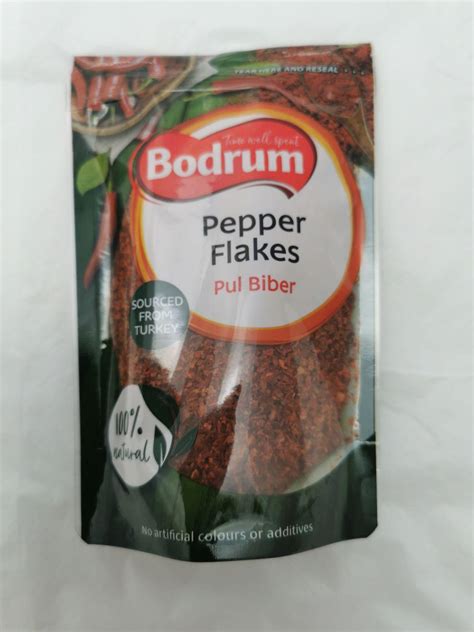 TEAR HERE AND RESEAL
Time well spent
Bodrum
Pepper
Flakes
Pul Biber
SOURCED
FROM
TURKEY
100%
natural
No artificial colours or additives